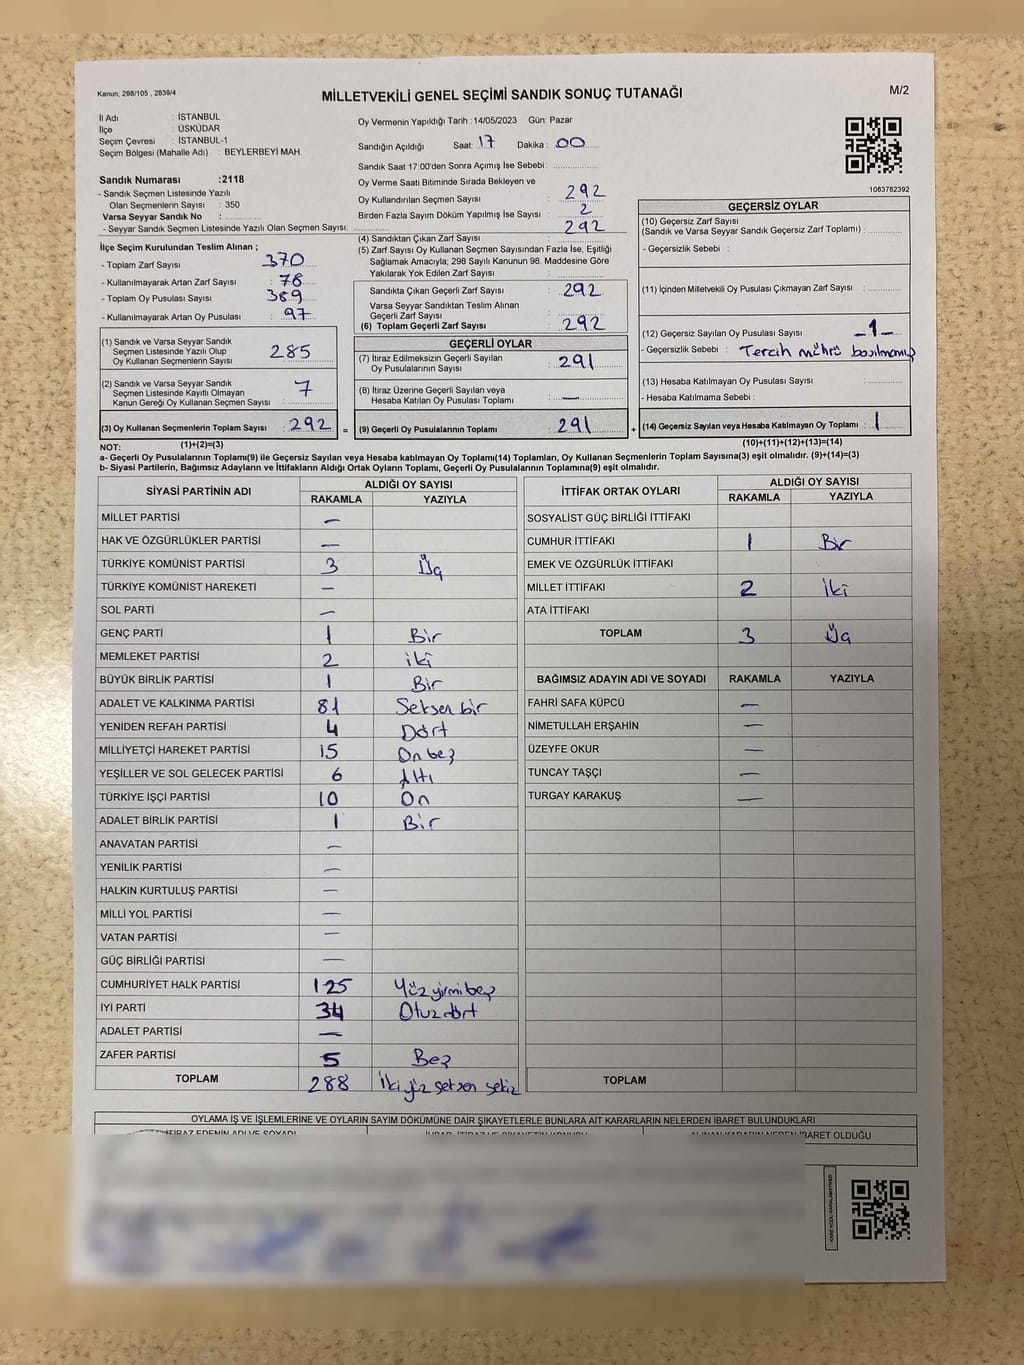 Kanun, 298/105 , 2839/4
MİLLETVEKİLİ GENEL SEÇİMİ SANDIK SONUÇ TUTANAĞI
M/2
İl Adı : İSTANBUL
İlçe : ÜSKÜDAR
Seçim Çevresi : İSTANBUL-1
Seçim Bölgesi (Mahalle Adı) : BEYLERBEYİ MAH.
Sandık Numarası :2118
- Sandık Seçmen Listesinde Yazılı
Olan Seçmenlerin Sayısı : 350
Varsa Seyyar Sandık No :
- Seyyar Sandık Seçmen Listesinde Yazılı Olan Seçmen Sayısı:
İlçe Seçim Kurulundan Teslim Alınan ;
- Toplam Zarf Sayısı 370
- Kullanılmayarak Artan Zarf Sayısı : 78
- Toplam Oy Pusulası Sayısı : 389
- Kullanılmayarak Artan Oy Pusulası : 97
(1) Sandık ve Varsa Seyyar Sandık
Seçmen Listesinde Yazılı Olup
Oy Kullanan Seçmenlerin Sayısı 285
(2) Sandık ve Varsa Seyyar Sandık
Seçmen Listesinde Kayıtlı Olmayan
Kanun Gereği Oy Kullanan Seçmen Sayısı : 7
(3) Oy Kullanan Seçmenlerin Toplam Sayısı : 292 =
Oy Vermenin Yapıldığı Tarih :14/05/2023 Gün: Pazar
Sandığın Açıldığı Saat: 17 Dakika: 00
Sandık Saat 17:00'den Sonra Açımış İse Sebebi:
Oy Verme Saati Bitiminde Sırada Bekleyen ve
Oy Kullandırılan Seçmen Sayısı : 292
Birden Fazla Sayım Döküm Yapılmış İse Sayısı : 2
292
(4) Sandıktan Çıkan Zarf Sayısı
(5) Zarf Sayısı Oy Kullanan Seçmen Sayısından Fazla İse, Eşitliği
Sağlamak Amacıyla; 298 Sayılı Kanunun 98. Maddesine Göre
Yakılarak Yok Edilen Zarf Sayısı :
Sandıkta Çıkan Geçerli Zarf Sayısı : 292
Varsa Seyyar Sandıktan Teslim Alınan
Geçerli Zarf Sayısı :
(6) Toplam Geçerli Zarf Sayısı : 292
GEÇERLİ OYLAR
(7) İtiraz Edilmeksizin Geçerli Sayılan
Oy Pusulalarının Sayısı : 291
(8) İtiraz Üzerine Geçerli Sayılan veya
Hesaba Katılan Oy Pusulası Toplamı : —
(9) Geçerli Oy Pusulalarının Toplamı : 291 +
1083782392
GEÇERSİZ OYLAR
(10) Geçersiz Zarf Sayısı
(Sandık ve Varsa Seyyar Sandık Geçersiz Zarf Toplamı) :
- Geçersizlik Sebebi :
(11) İçinden Milletvekili Oy Pusulası Çıkmayan Zarf Sayısı :
(12) Geçersiz Sayılan Oy Pusulası Sayısı : -1-
- Geçersizlik Sebebi : Tercih mührü basılmamış
(13) Hesaba Katılmayan Oy Pusulası Sayısı :
- Hesaba Katılmama Sebebi :
(14) Geçersiz Sayılan veya Hesaba Katılmayan Oy Toplamı : 1
NOT: (1)+(2)=(3) (10)+(11)+(12)+(13)=(14)
a- Geçerli Oy Pusulalarının Toplamı(9) ile Geçersiz Sayılan veya Hesaba katılmayan Oy Toplamı(14) Toplamları, Oy Kullanan Seçmenlerin Toplam Sayısına(3) eşit olmalıdır. (9)+(14)=(3)
b- Siyasi Partilerin, Bağımsız Adayların ve İttifakların Aldığı Ortak Oyların Toplamı, Geçerli Oy Pusulalarının Toplamına(9) eşit olmalıdır.
SİYASİ PARTİNİN ADI ALDIĞI OY SAYISI
RAKAMLA YAZIYLA
MİLLET PARTİSİ —
HAK VE ÖZGÜRLÜKLER PARTİSİ —
TÜRKİYE KOMÜNİST PARTİSİ 3 Üç
TÜRKİYE KOMÜNİST HAREKETİ —
SOL PARTİ —
GENÇ PARTİ 1 Bir
MEMLEKET PARTİSİ 2 iki
BÜYÜK BİRLİK PARTİSİ 1 Bir
ADALET VE KALKINMA PARTİSİ 81 Seksen bir
YENİDEN REFAH PARTİSİ 4 Dört
MİLLİYETÇİ HAREKET PARTİSİ 15 Onbeş
YEŞİLLER VE SOL GELECEK PARTİSİ 6 Altı
TÜRKİYE İŞÇİ PARTİSİ 10 On
ADALET BİRLİK PARTİSİ 1 Bir
ANAVATAN PARTİSİ —
YENİLİK PARTİSİ —
HALKIN KURTULUŞ PARTİSİ —
MİLLİ YOL PARTİSİ —
VATAN PARTİSİ —
GÜÇ BİRLİĞİ PARTİSİ —
CUMHURİYET HALK PARTİSİ 125 Yüz yirmi beş
İYİ PARTİ 34 Otuz dört
ADALET PARTİSİ —
ZAFER PARTİSİ 5 Beş
TOPLAM 288 İki yüz seksen sekiz
İTTİFAK ORTAK OYLARI ALDIĞI OY SAYISI
RAKAMLA YAZIYLA
SOSYALİST GÜÇ BİRLİĞİ İTTİFAKI
CUMHUR İTTİFAKI 1 Bir
EMEK VE ÖZGÜRLÜK İTTİFAKI
MİLLET İTTİFAKI 2 iki
ATA İTTİFAKI
TOPLAM 3 Üç
BAĞIMSIZ ADAYIN ADI VE SOYADI RAKAMLA YAZIYLA
FAHRİ SAFA KÜPCÜ —
NİMETULLAH ERŞAHİN —
ÜZEYFE OKUR —
TUNCAY TAŞÇI —
TURGAY KARAKUŞ —
TOPLAM
OYLAMA İŞ VE İŞLEMLERİNE VE OYLARIN SAYIM DÖKÜMÜNE DAİR ŞİKAYETLERLE BUNLARA AİT KARARLARIN NELERDEN İBARET BULUNDUKLARI
İTİRAZ EDENİN ADI VE SOYADI
ALINAN KARARIN NEDEN İBARET OLDUĞU